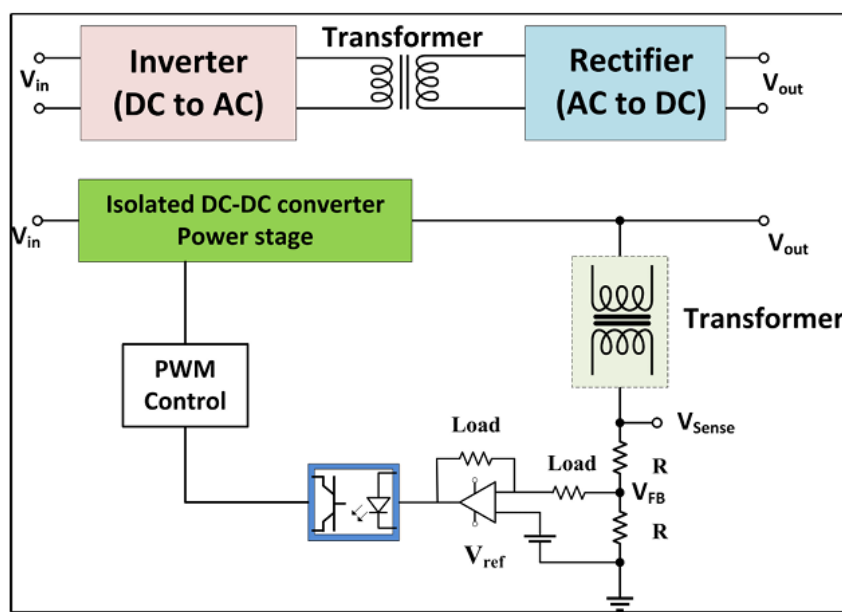 Transformer
Inverter
(DC to AC)
Rectifier
(AC to DC)
Vin
Vout
Isolated DC-DC converter
Power stage
Vin
Vout
Transformer
PWM
Control
VSense
Load
Load
R
VFB
R
Vref